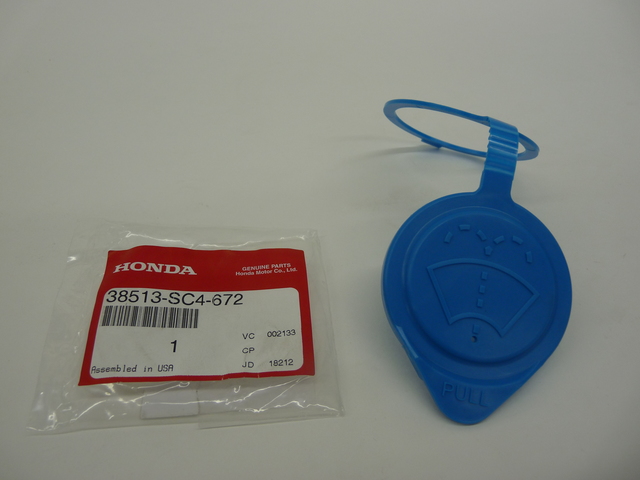 HONDA
GENUINE PARTS
Honda Motor Co., Ltd.
38513-SC4-672
1
VC 002133
CP
JD 18212
Assembled in USA
PULL